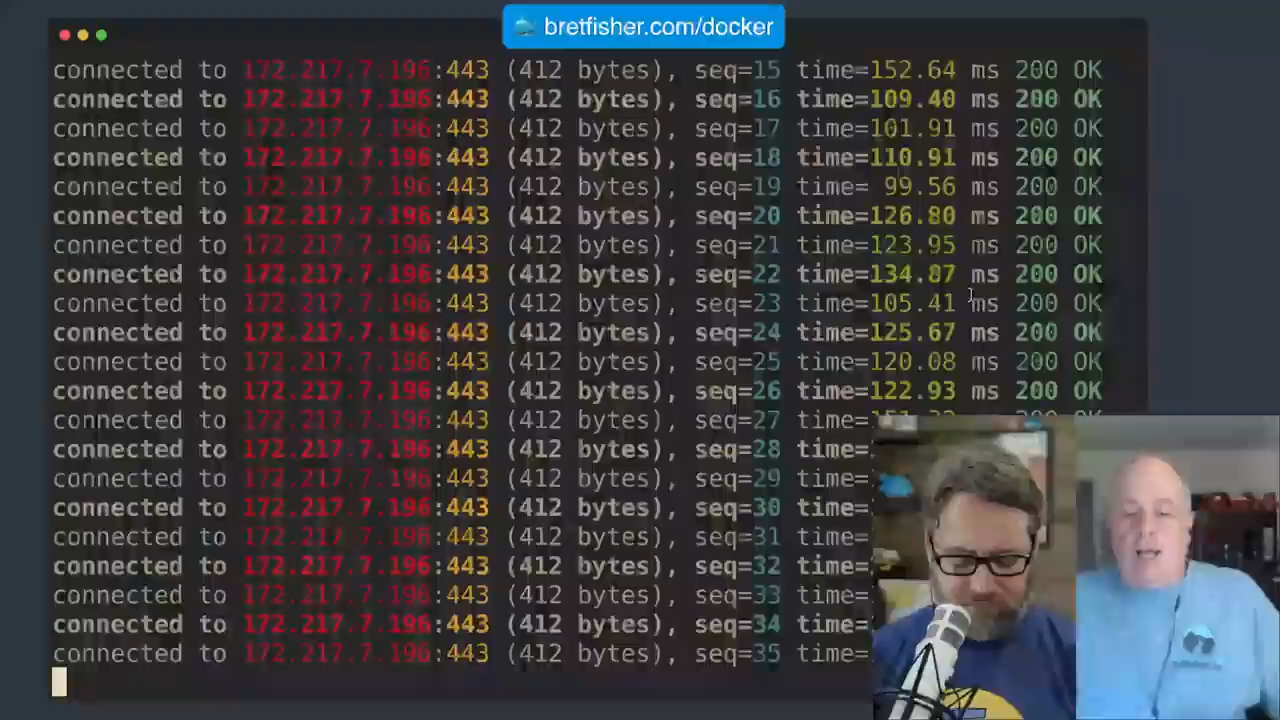 bretfisher.com/docker
connected to 172.217.7.196:443 (412 bytes), seq=15 time=152.64 ms 200 OK
connected to 172.217.7.196:443 (412 bytes), seq=16 time=109.40 ms 200 OK
connected to 172.217.7.196:443 (412 bytes), seq=17 time=101.91 ms 200 OK
connected to 172.217.7.196:443 (412 bytes), seq=18 time=110.91 ms 200 OK
connected to 172.217.7.196:443 (412 bytes), seq=19 time= 99.56 ms 200 OK
connected to 172.217.7.196:443 (412 bytes), seq=20 time=126.80 ms 200 OK
connected to 172.217.7.196:443 (412 bytes), seq=21 time=123.95 ms 200 OK
connected to 172.217.7.196:443 (412 bytes), seq=22 time=134.87 ms 200 OK
connected to 172.217.7.196:443 (412 bytes), seq=23 time=105.41 ms 200 OK
connected to 172.217.7.196:443 (412 bytes), seq=24 time=125.67 ms 200 OK
connected to 172.217.7.196:443 (412 bytes), seq=25 time=120.08 ms 200 OK
connected to 172.217.7.196:443 (412 bytes), seq=26 time=122.93 ms 200 OK
connected to 172.217.7.196:443 (412 bytes), seq=27 time=
connected to 172.217.7.196:443 (412 bytes), seq=28 time=
connected to 172.217.7.196:443 (412 bytes), seq=29 time=
connected to 172.217.7.196:443 (412 bytes), seq=30 time=
connected to 172.217.7.196:443 (412 bytes), seq=31 time=
connected to 172.217.7.196:443 (412 bytes), seq=32 time=
connected to 172.217.7.196:443 (412 bytes), seq=33 time=
connected to 172.217.7.196:443 (412 bytes), seq=34 time=
connected to 172.217.7.196:443 (412 bytes), seq=35 time=